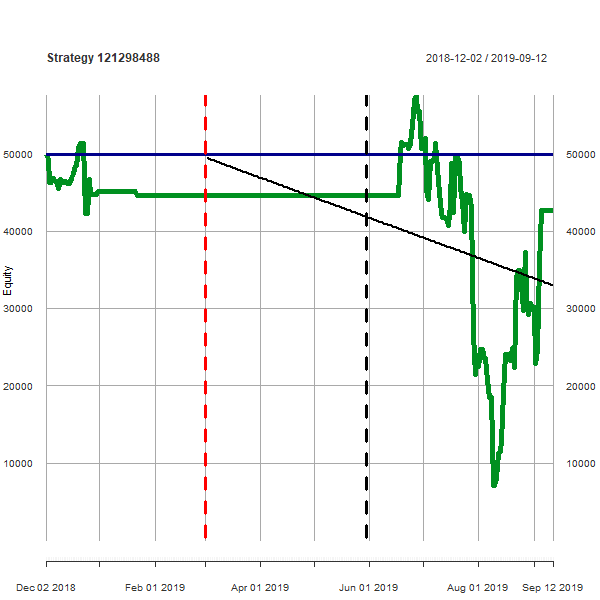 Strategy 121298488
2018-12-02 / 2019-09-12
50000 50000
40000 40000
Equity
30000 30000
20000 20000
10000 10000
Dec 02 2018 Feb 01 2019 Apr 01 2019 Jun 01 2019 Aug 01 2019 Sep 12 2019